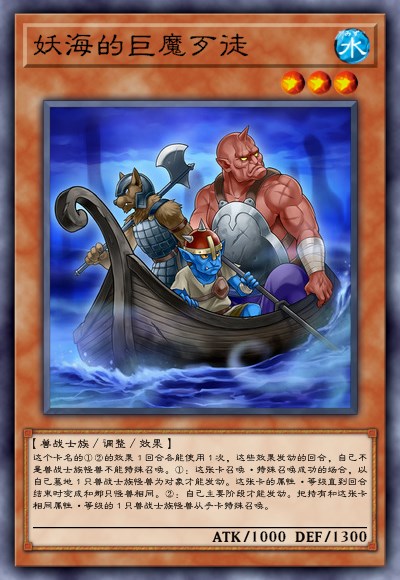 妖海的巨魔歹徒
水
【兽战士族／调整／效果】
这个卡名的①②的效果1回合各能使用1次，这些效果发动的回合，自己不
是兽战士族怪兽不能特殊召唤。①：这张卡召唤·特殊召唤成功的场合，以
自己墓地1只兽战士族怪兽为对象才能发动。这张卡的属性·等级直到回合
结束时变成和那只怪兽相同。②：自己主要阶段才能发动。把持有和这张卡
相同属性·等级的1只兽战士族怪兽从手卡特殊召唤。
ATK/1000 DEF/1300